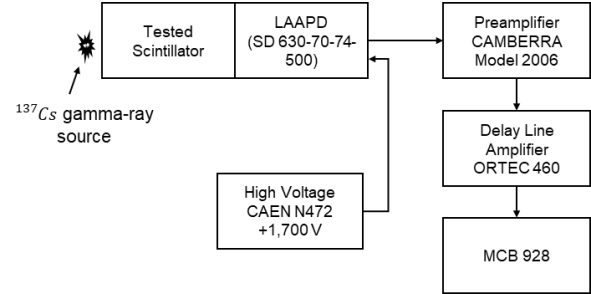 Tested
Scintillator
LAAPD
(SD 630-70-74-
500)
Preamplifier
CAMBERRA
Model 2006
¹³⁷Cs gamma-ray
source
Delay Line
Amplifier
ORTEC 460
High Voltage
CAEN N472
+1,700 V
MCB 928